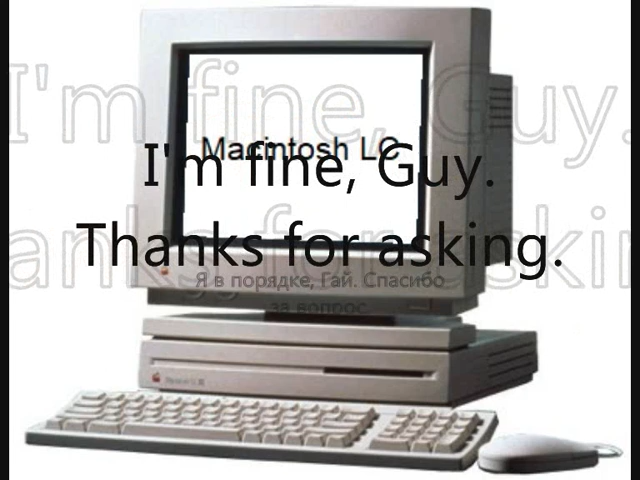 I'm fine, Guy.
anks for askin
Macintosh LC
I'm fine, Guy.
Thanks for asking.
Я в порядке, Гай. Спасибо
за вопрос